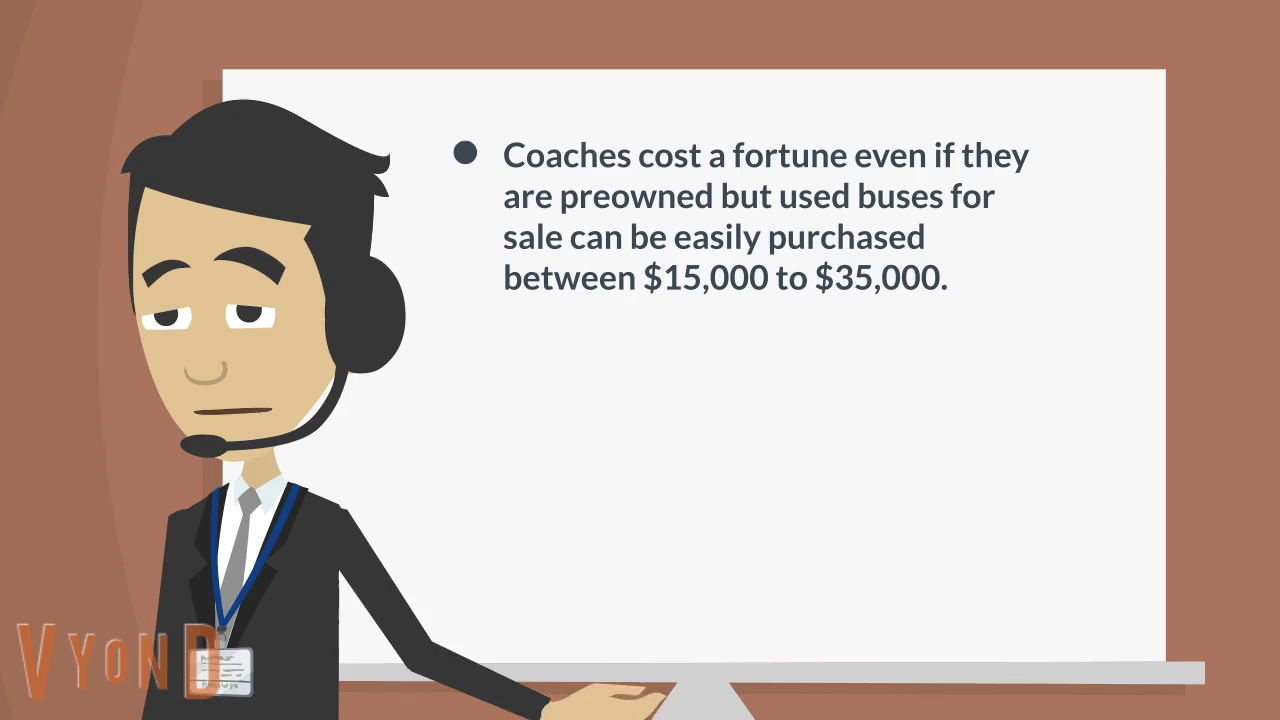 Coaches cost a fortune even if they
are preowned but used buses for
sale can be easily purchased
between $15,000 to $35,000.
VYOND